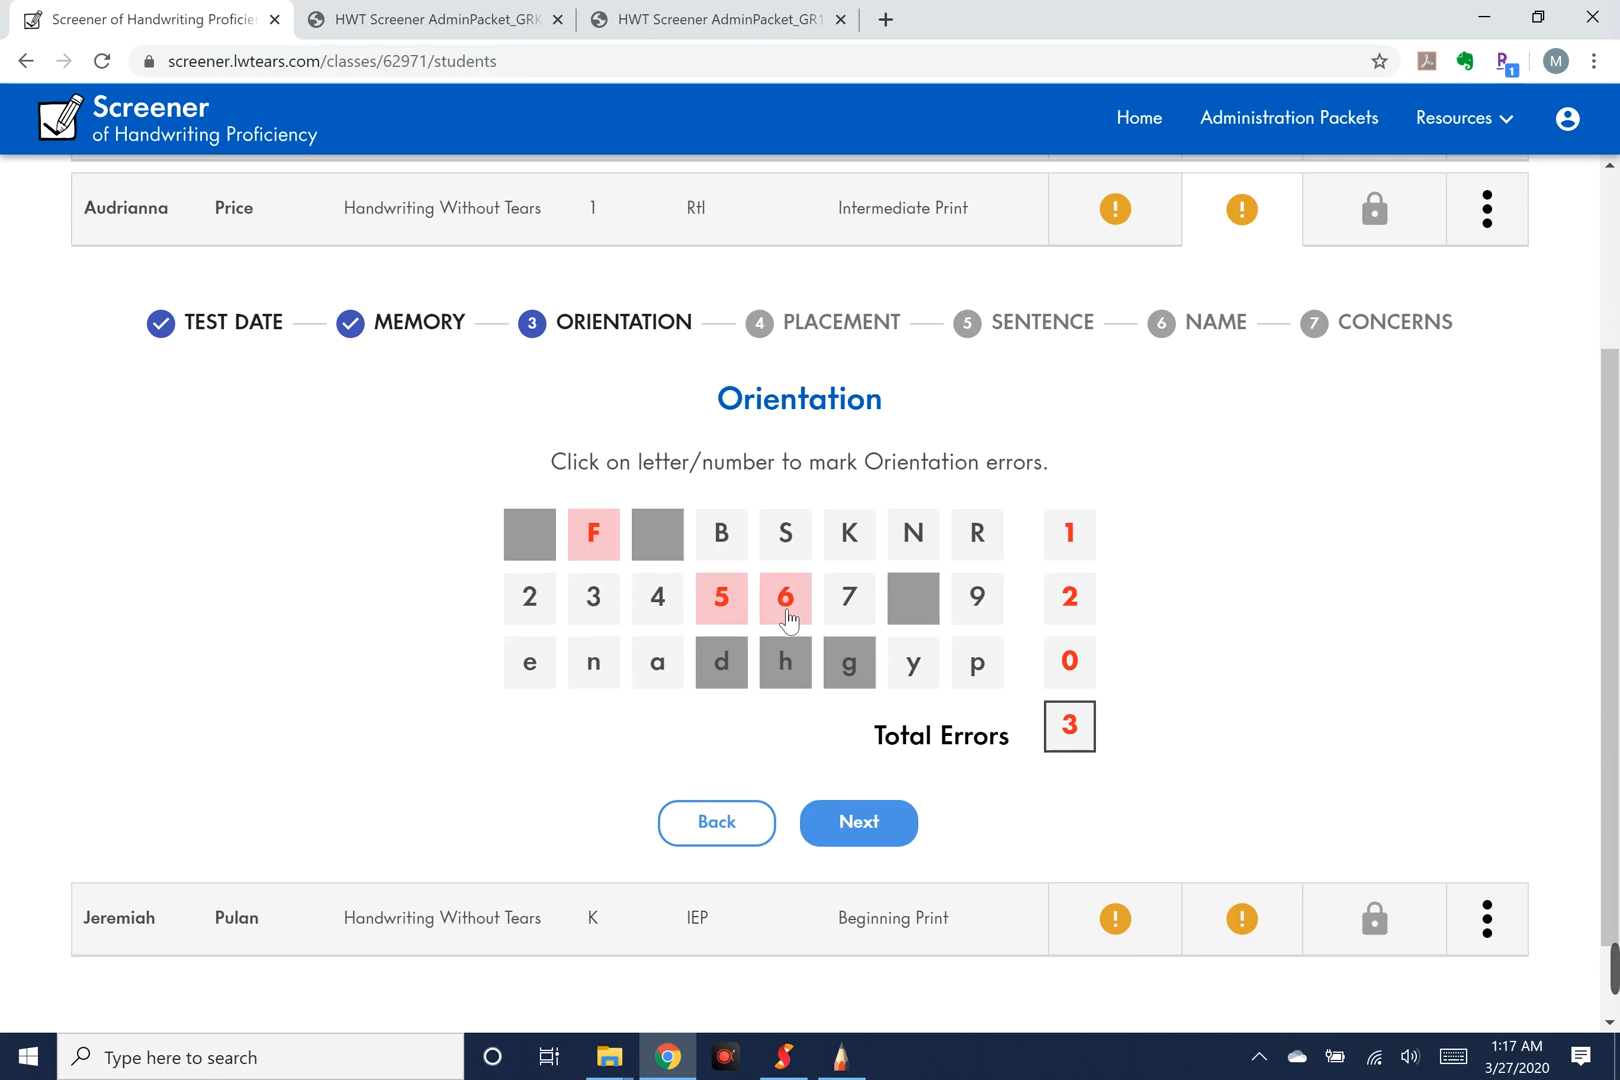 Screener of Handwriting Proficie
HWT Screener AdminPacket_GRK
HWT Screener AdminPacket_GR1
screener.lwtears.com/classes/62971/students
M
1
Screener
of Handwriting Proficiency
Home
Administration Packets
Resources
Audrianna Price Handwriting Without Tears 1 RtI Intermediate Print
TEST DATE
MEMORY
3 ORIENTATION
4 PLACEMENT
5 SENTENCE
6 NAME
7 CONCERNS
Orientation
Click on letter/number to mark Orientation errors.
F B S K N R 1
2 3 4 5 6 7 9 2
e n a d h g y p 0
Total Errors 3
Back
Next
Jeremiah Pulan Handwriting Without Tears K IEP Beginning Print
Type here to search
1:17 AM
3/27/2020